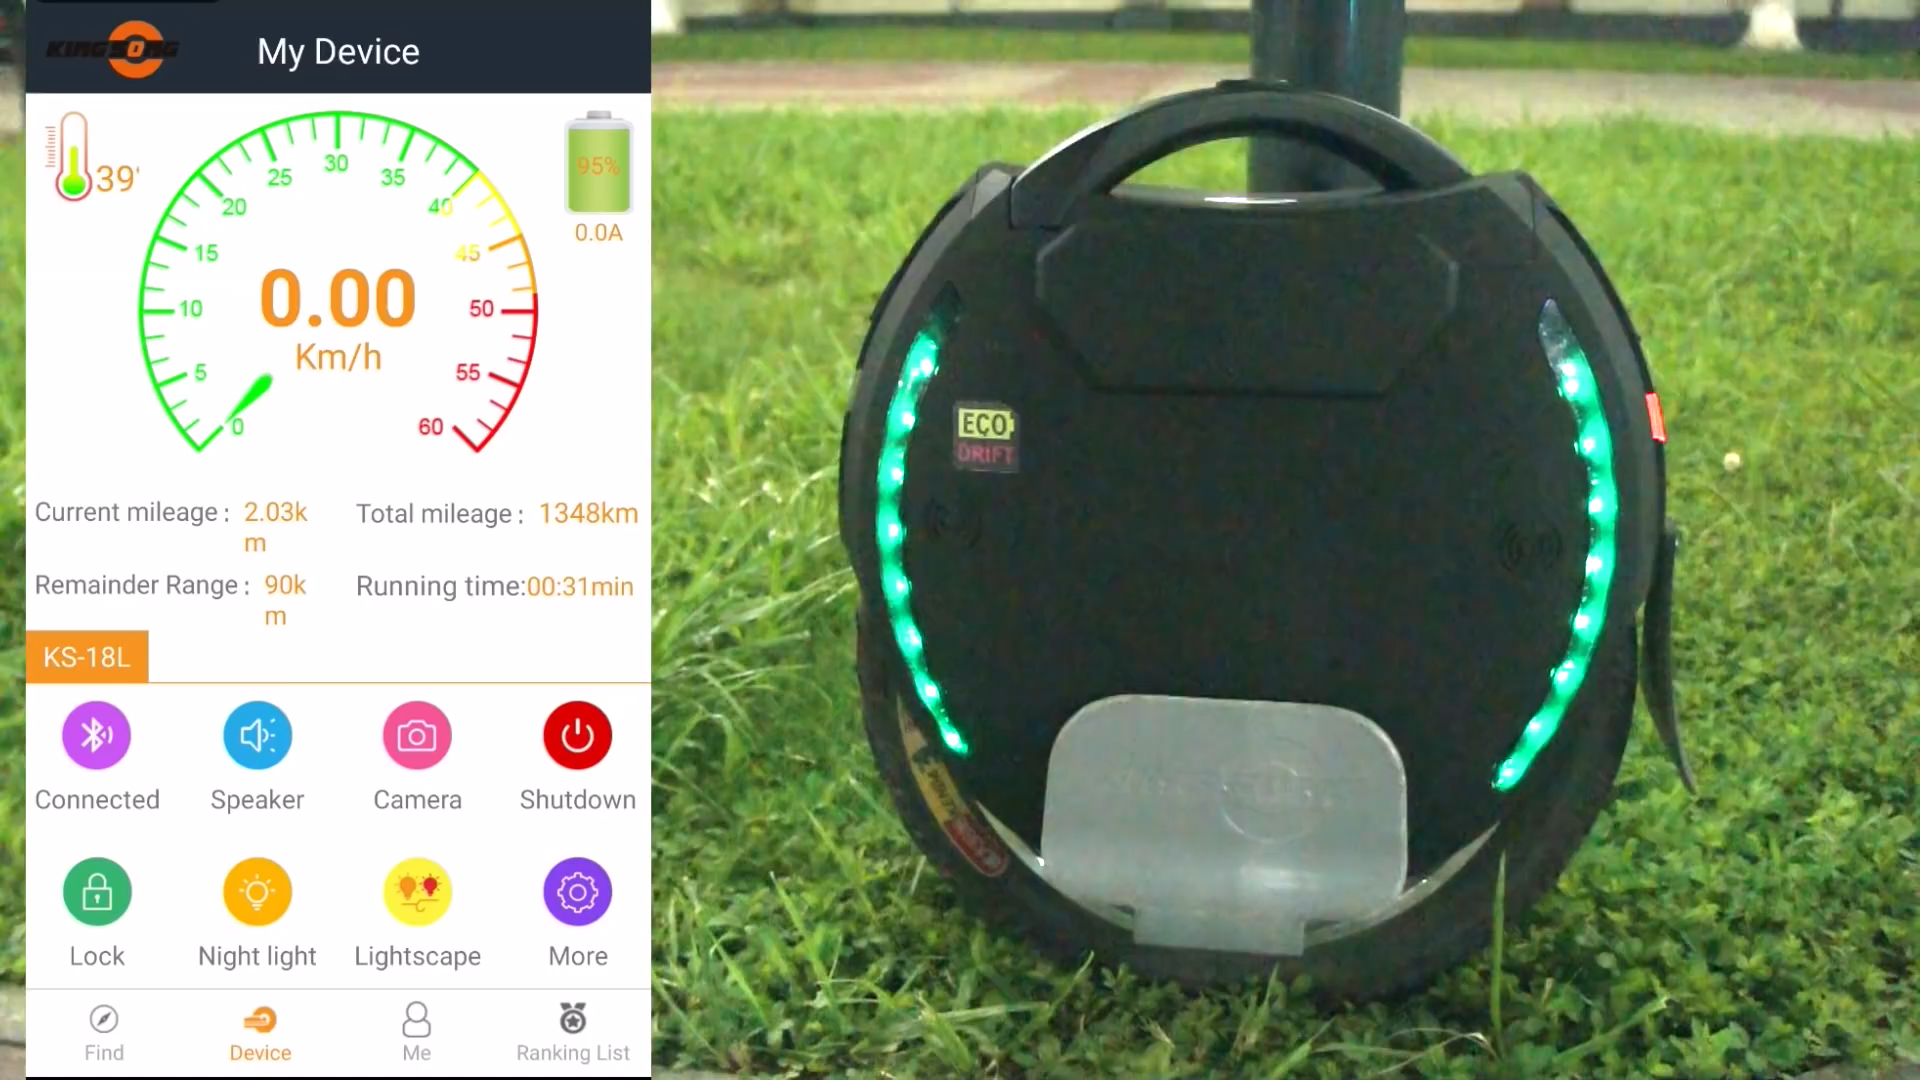 KINGSONG
My Device
39'
95%
0.0A
0
5
10
15
20
25
30
35
40
45
50
55
60
0.00
Km/h
Current mileage :
2.03k
m
Total mileage :
1348km
Remainder Range :
90k
m
Running time:00:31min
KS-18L
Connected
Speaker
Camera
Shutdown
Lock
Night light
Lightscape
More
Find
Device
Me
Ranking List
ECO
DRIFT